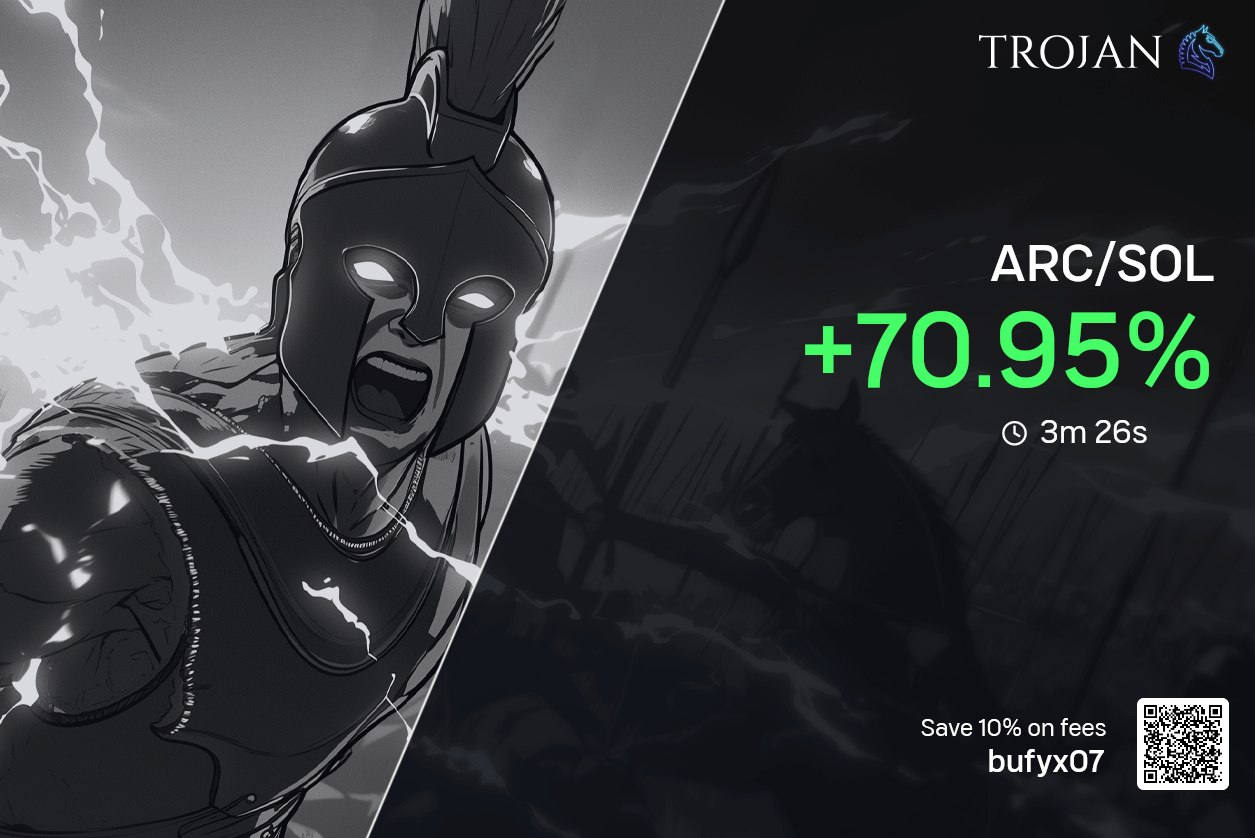 TROJAN
ARC/SOL
+70.95%
3m 26s
Save 10% on fees
bufyx07